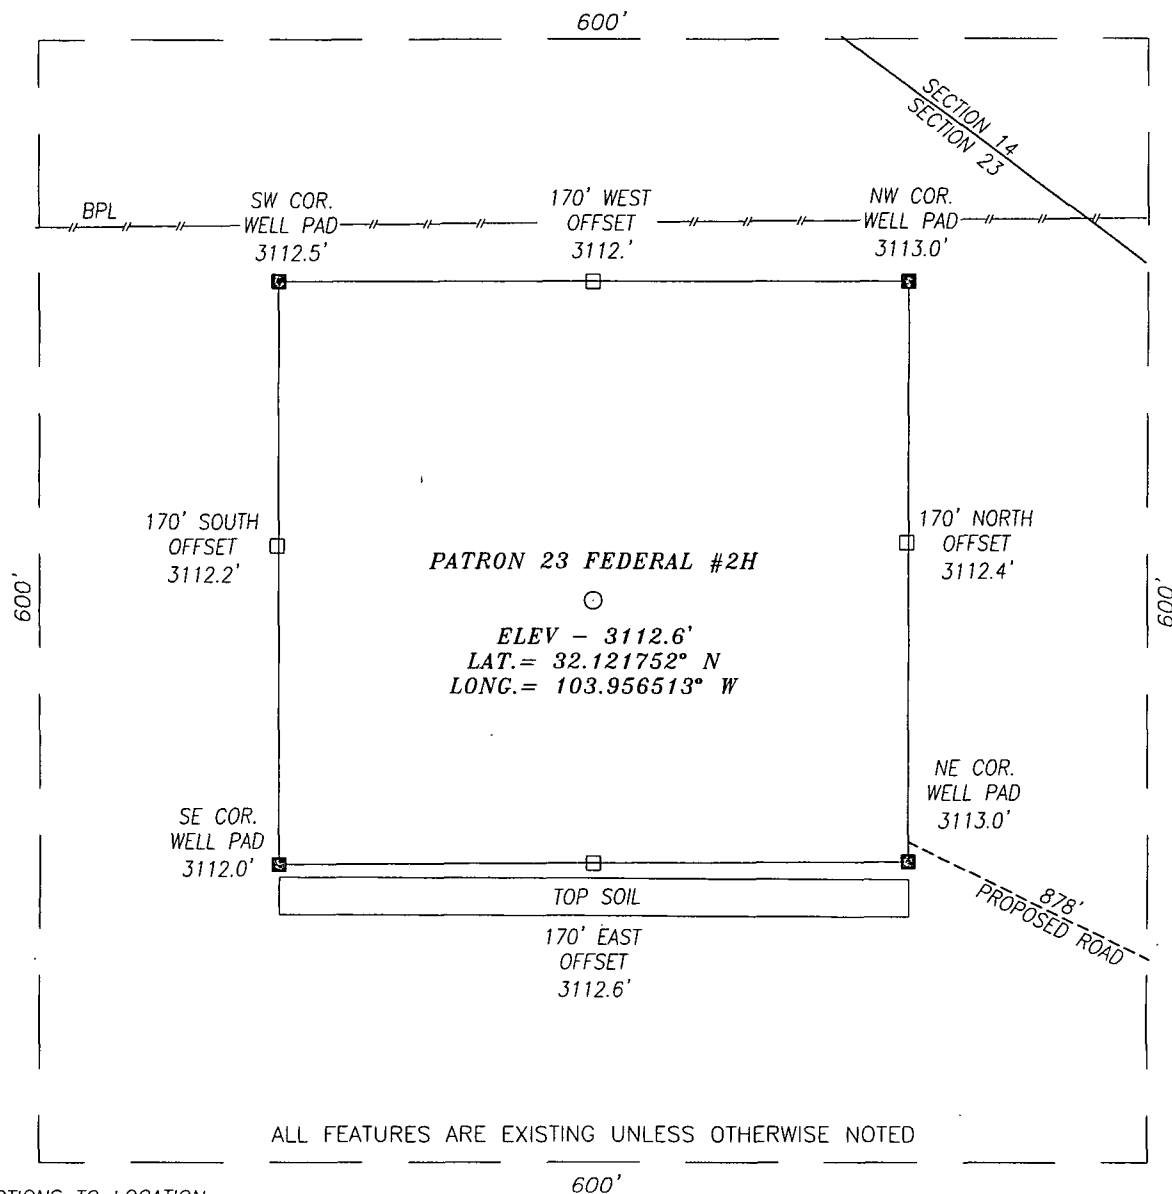 600'
SECTION 14
SECTION 23
BPL
SW COR.
WELL PAD
3112.5'
170' WEST
OFFSET
3112.'
NW COR.
WELL PAD
3113.0'
170' SOUTH
OFFSET
3112.2'
170' NORTH
OFFSET
3112.4'
600'
600'
PATRON 23 FEDERAL #2H
ELEV - 3112.6'
LAT.= 32.121752° N
LONG.= 103.956513° W
SE COR.
WELL PAD
3112.0'
NE COR.
WELL PAD
3113.0'
TOP SOIL
878'
PROPOSED ROAD
170' EAST
OFFSET
3112.6'
ALL FEATURES ARE EXISTING UNLESS OTHERWISE NOTED
600'